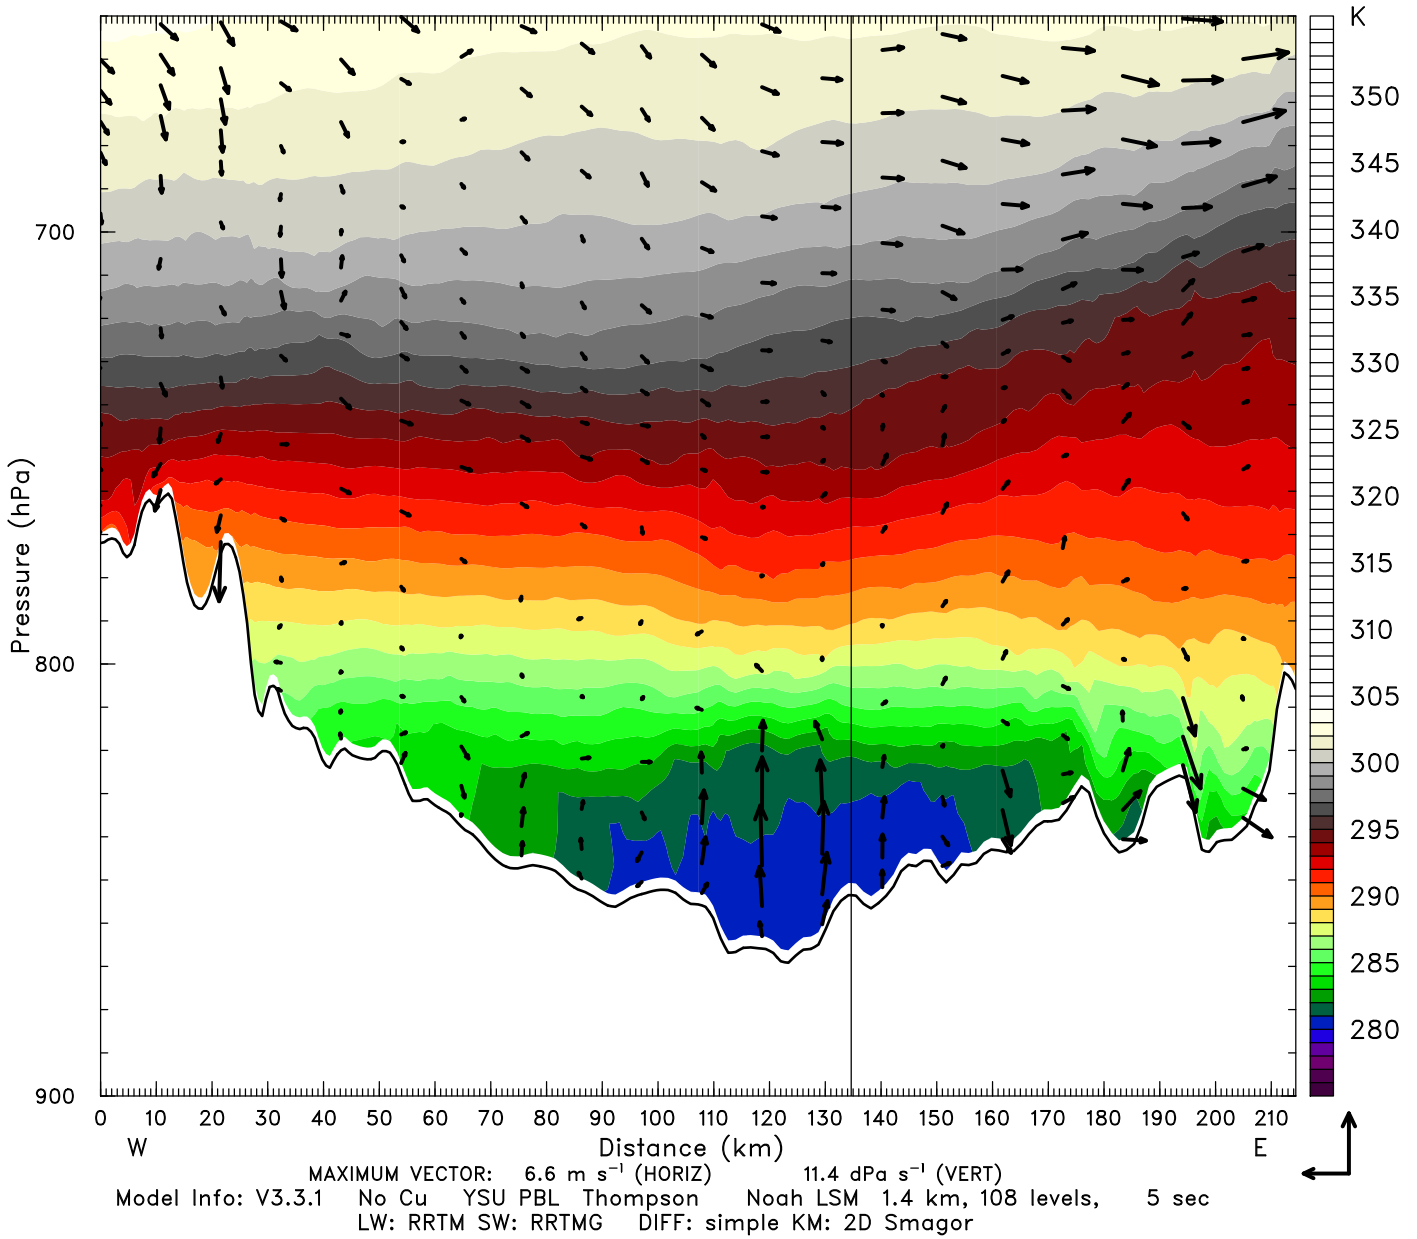 K
350
345
700
340
335
330
325
Pressure (hPa)
320
315
310
800
305
300
295
290
285
280
900
0 10 20 30 40 50 60 70 80 90 100 110 120 130 140 150 160 170 180 190 200 210
W Distance (km) E
MAXIMUM VECTOR: 6.6 m s⁻¹ (HORIZ) 11.4 dPa s⁻¹ (VERT)
Model Info: V3.3.1 No Cu YSU PBL Thompson Noah LSM 1.4 km, 108 levels, 5 sec
LW: RRTM SW: RRTMG DIFF: simple KM: 2D Smagor